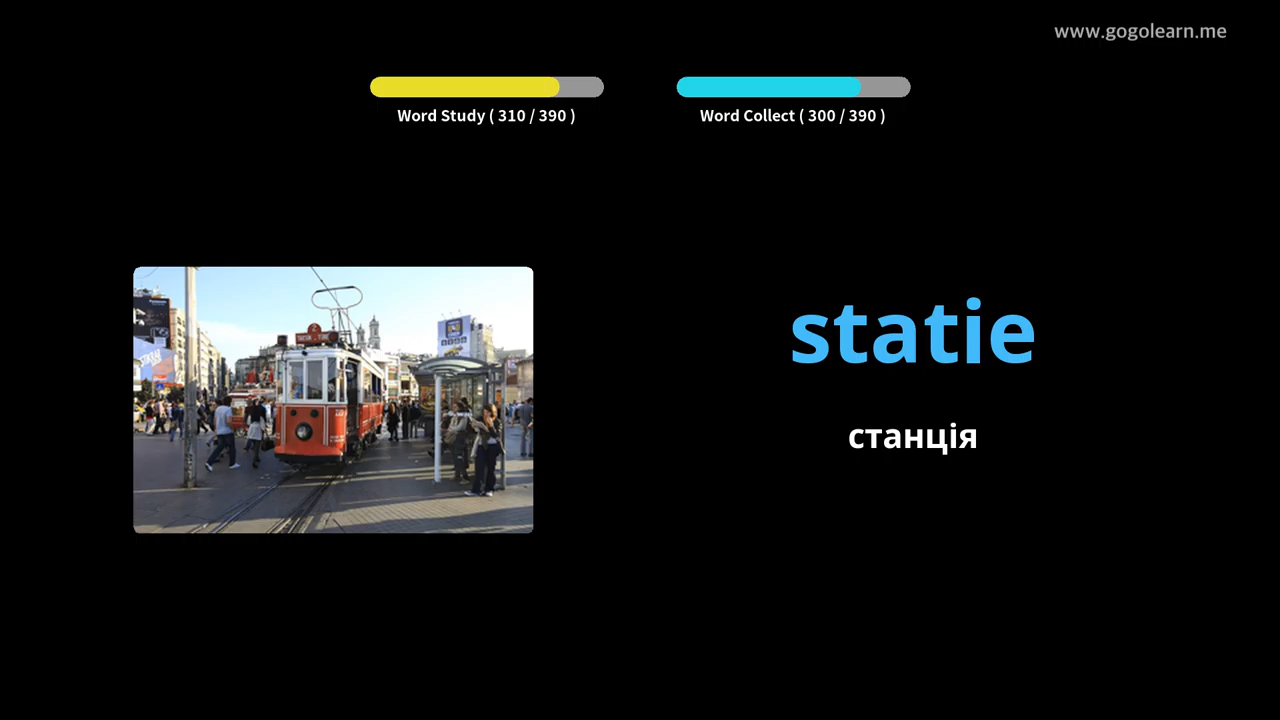 www.gogolearn.me
Word Study ( 310 / 390 )
Word Collect ( 300 / 390 )
statie
станція